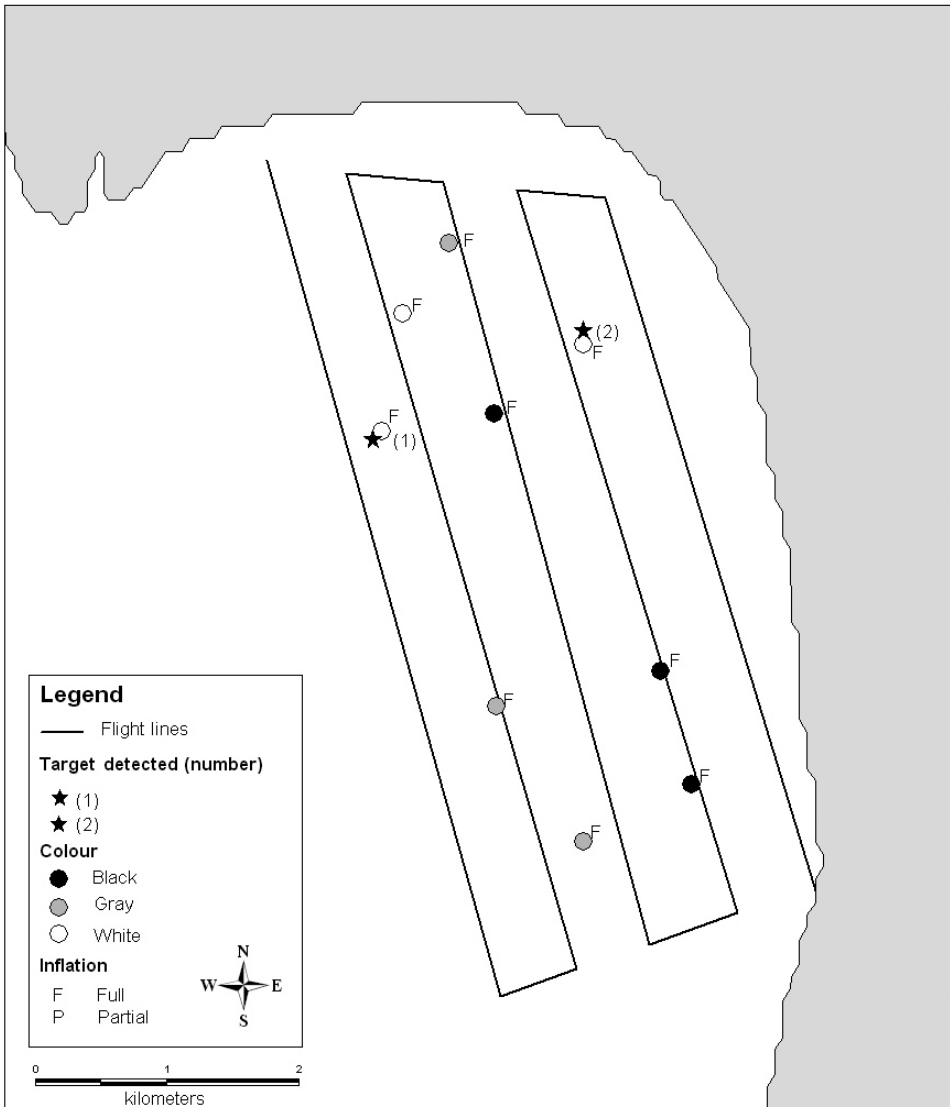 F
F
(2)
F
F
F
(1)
F
F
F
F
Legend
Flight lines
Target detected (number)
(1)
(2)
Colour
Black
Gray
White
Inflation
F Full
P Partial
N
W E
S
0 1 2
kilometers